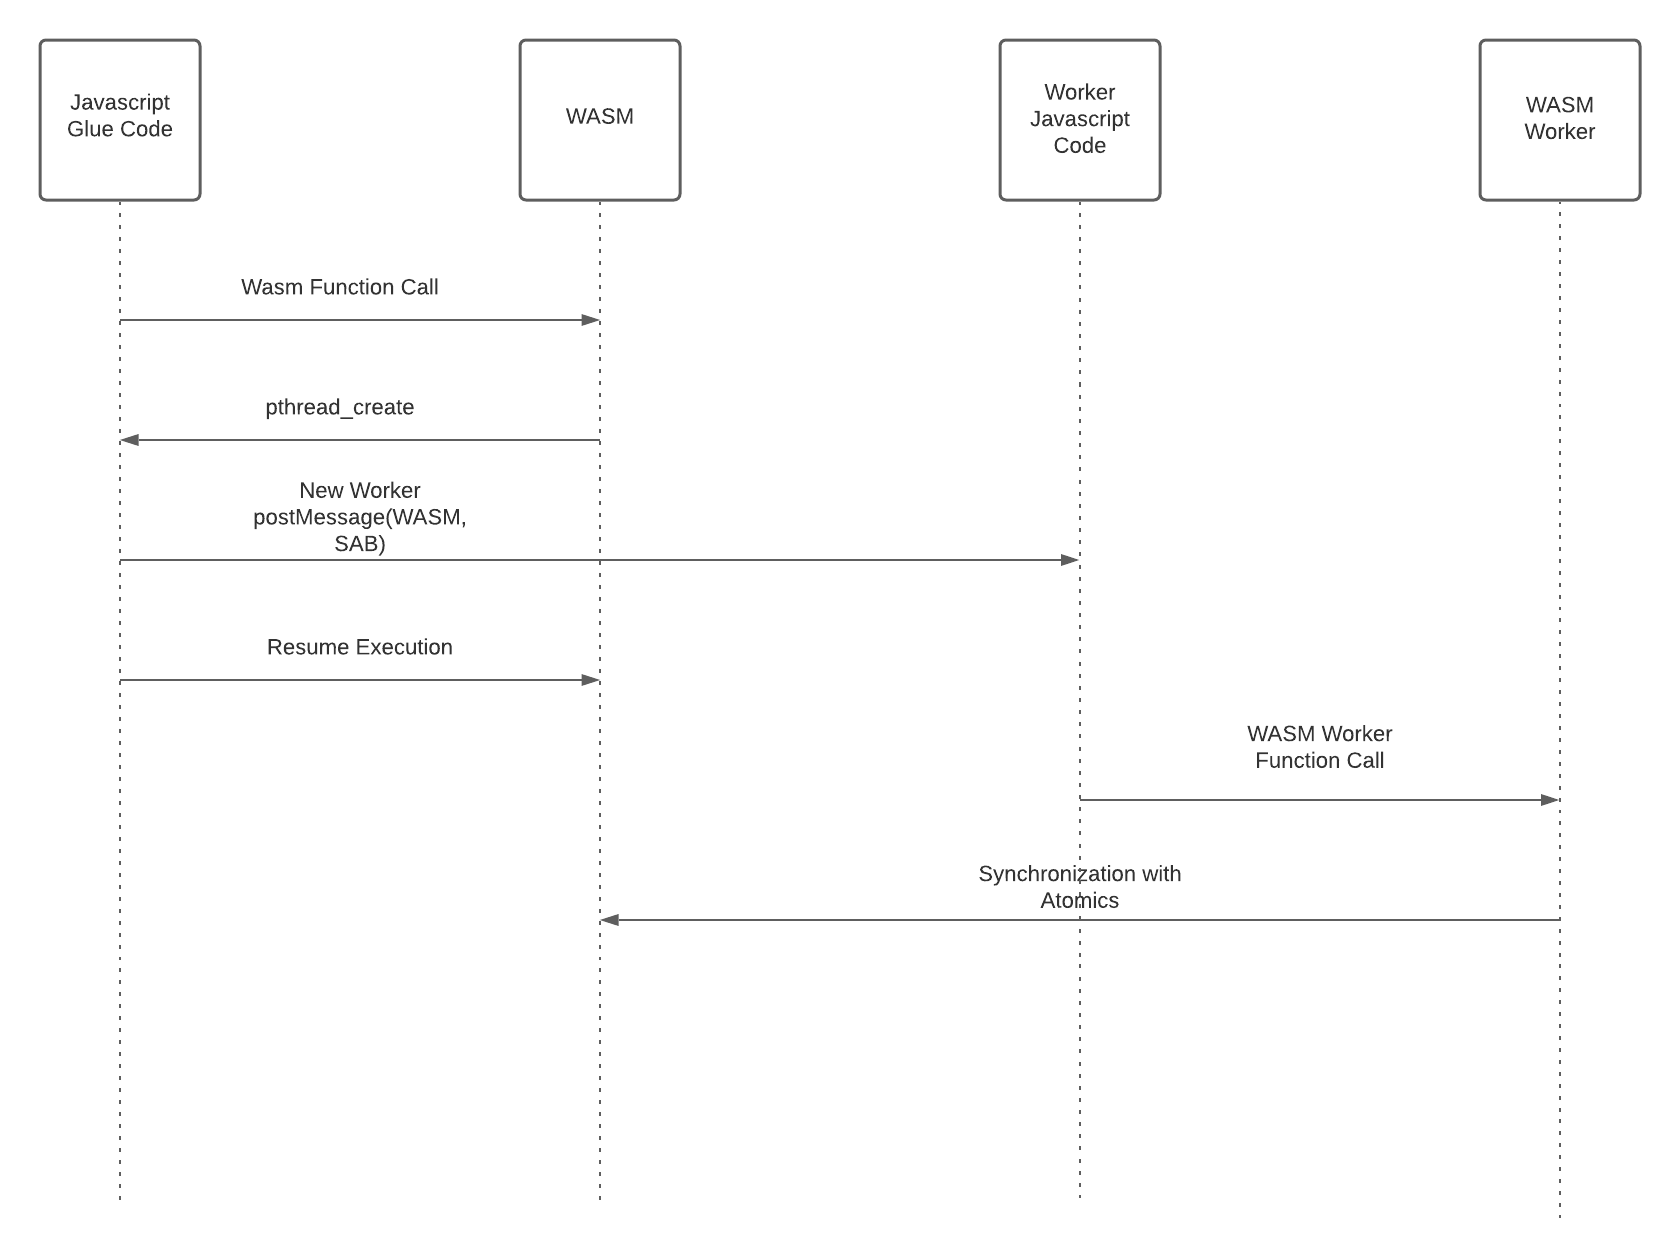 Javascript
Glue Code
WASM
Worker
Javascript
Code
WASM
Worker
Wasm Function Call
pthread_create
New Worker
postMessage(WASM,
SAB)
Resume Execution
WASM Worker
Function Call
Synchronization with
Atomics